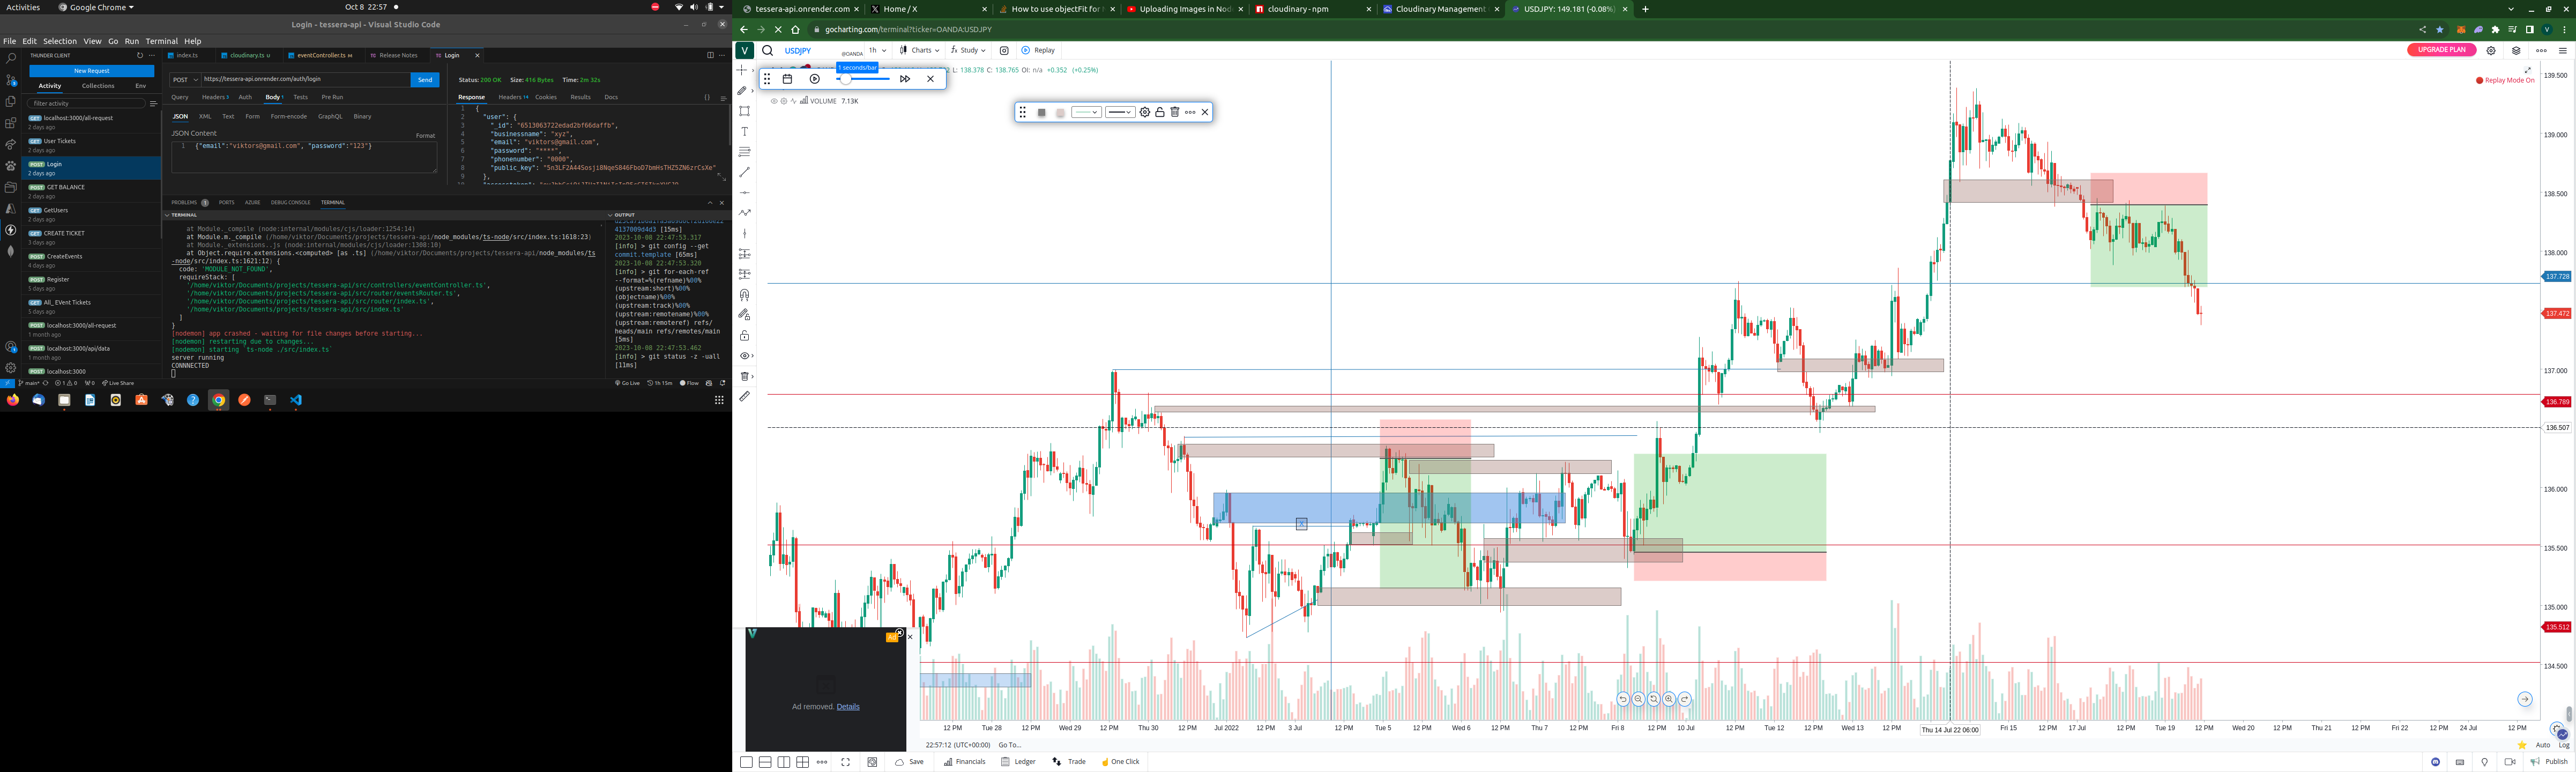 Activities Google Chrome Oct 8 22:57
Login - tessera-api - Visual Studio Code
File Edit Selection View Go Run Terminal Help
THUNDER CLIENT
New Request
Activity Collections Env
filter activity
GET localhost:3000/all-request
2 days ago
GET User Tickets
2 days ago
POST Login
2 days ago
POST GET BALANCE
2 days ago
GET GetUsers
2 days ago
POST CREATE TICKET
3 days ago
POST CreateEvents
4 days ago
POST Register
5 days ago
GET All_ EVent Tickets
5 days ago
POST localhost:3000/all-request
1 month ago
POST localhost:3000/api/data
1 month ago
POST localhost:3000
index.ts cloudinary.ts U eventController.ts M Release Notes Login
POST https://tessera-api.onrender.com/auth/login Send
Query Headers 3 Auth Body 1 Tests Pre Run
JSON XML Text Form Form-encode GraphQL Binary
JSON Content Format
1 {"email":"viktors@gmail.com", "password":"123"}
Status: 200 OK Size: 416 Bytes Time: 2m 32s
Response Headers 14 Cookies Results Docs
1 {
2 "user": {
3 "_id": "6513063722edad2bf66daffb",
4 "businessname": "xyz",
5 "email": "viktors@gmail.com",
6 "password": "****",
7 "phonenumber": "0000",
8 "public_key": "5n3LF2A44Sosji8NqeS846FboD7bmHsTHZ5ZN6zrCsXe"
9 },
PROBLEMS 1 PORTS AZURE DEBUG CONSOLE TERMINAL
TERMINAL
at Module._compile (node:internal/modules/cjs/loader:1254:14)
at Module.m._compile (/home/viktor/Documents/projects/tessera-api/node_modules/ts-node/src/index.ts:1618:23)
at Module._extensions..js (node:internal/modules/cjs/loader:1308:10)
at Object.require.extensions.<computed> [as .ts] (/home/viktor/Documents/projects/tessera-api/node_modules/ts
-node/src/index.ts:1621:12) {
code: 'MODULE_NOT_FOUND',
requireStack: [
'/home/viktor/Documents/projects/tessera-api/src/controllers/eventController.ts',
'/home/viktor/Documents/projects/tessera-api/src/router/eventsRouter.ts',
'/home/viktor/Documents/projects/tessera-api/src/router/index.ts',
'/home/viktor/Documents/projects/tessera-api/src/index.ts'
]
}
[nodemon] app crashed - waiting for file changes before starting...
[nodemon] restarting due to changes...
[nodemon] starting `ts-node ./src/index.ts`
server running
CONNNECTED
OUTPUT
4137009d4d3 [15ms]
2023-10-08 22:47:53.317
[info] > git config --get
commit.template [65ms]
2023-10-08 22:47:53.320
[info] > git for-each-ref
--format=%(refname)%00%
(upstream:short)%00%
(objectname)%00%
(upstream:track)%00%
(upstream:remotename)%00%
(upstream:remoteref) refs/
heads/main refs/remotes/main
[5ms]
2023-10-08 22:47:53.462
[info] > git status -z -uall
[11ms]
main* 1 0 0 Live Share Go Live 1h 15m Flow
tessera-api.onrender.com Home / X How to use objectFit for Uploading Images in Nod cloudinary - npm Cloudinary Management USDJPY: 149.181 (-0.08%)
gocharting.com/terminal?ticker=OANDA:USDJPY
V USDJPY @OANDA 1h Charts Study Replay UPGRADE PLAN
1 seconds/bar
L: 138.378 C: 138.765 OI: n/a +0.352 (+0.25%)
VOLUME 7.13K
Replay Mode On
139.500
139.000
138.500
138.000
137.728
137.472
137.000
136.789
136.507
136.000
135.500
135.000
135.512
134.500
Ad
Ad removed. Details
12 PM Tue 28 12 PM Wed 29 12 PM Thu 30 12 PM Jul 2022 12 PM 3 Jul 12 PM Tue 5 12 PM Wed 6 12 PM Thu 7 12 PM Fri 8 12 PM 10 Jul 12 PM Tue 12 12 PM Wed 13 12 PM Thu 14 Jul 22 06:00 Fri 15 12 PM 17 Jul 12 PM Tue 19 12 PM Wed 20 12 PM Thu 21 12 PM Fri 22 12 PM 24 Jul 12 PM
22:57:12 (UTC+00:00) Go To... Auto Log
Save Financials Ledger Trade One Click Publish